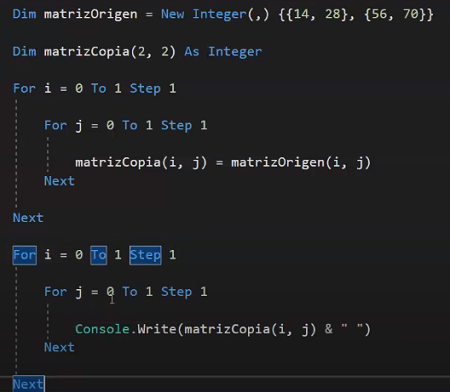 Dim matrizOrigen = New Integer(,) {{14, 28}, {56, 70}}
Dim matrizCopia(2, 2) As Integer
For i = 0 To 1 Step 1
For j = 0 To 1 Step 1
matrizCopia(i, j) = matrizOrigen(i, j)
Next
Next
For i = 0 To 1 Step 1
For j = 0 To 1 Step 1
Console.Write(matrizCopia(i, j) & " ")
Next
Next